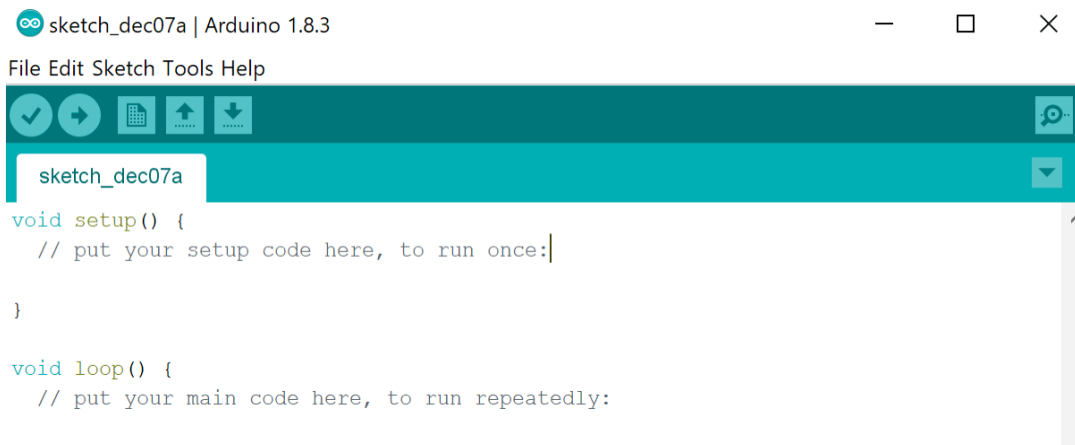 sketch_dec07a | Arduino 1.8.3
File Edit Sketch Tools Help
sketch_dec07a
void setup() {
  // put your setup code here, to run once:
}
void loop() {
  // put your main code here, to run repeatedly: